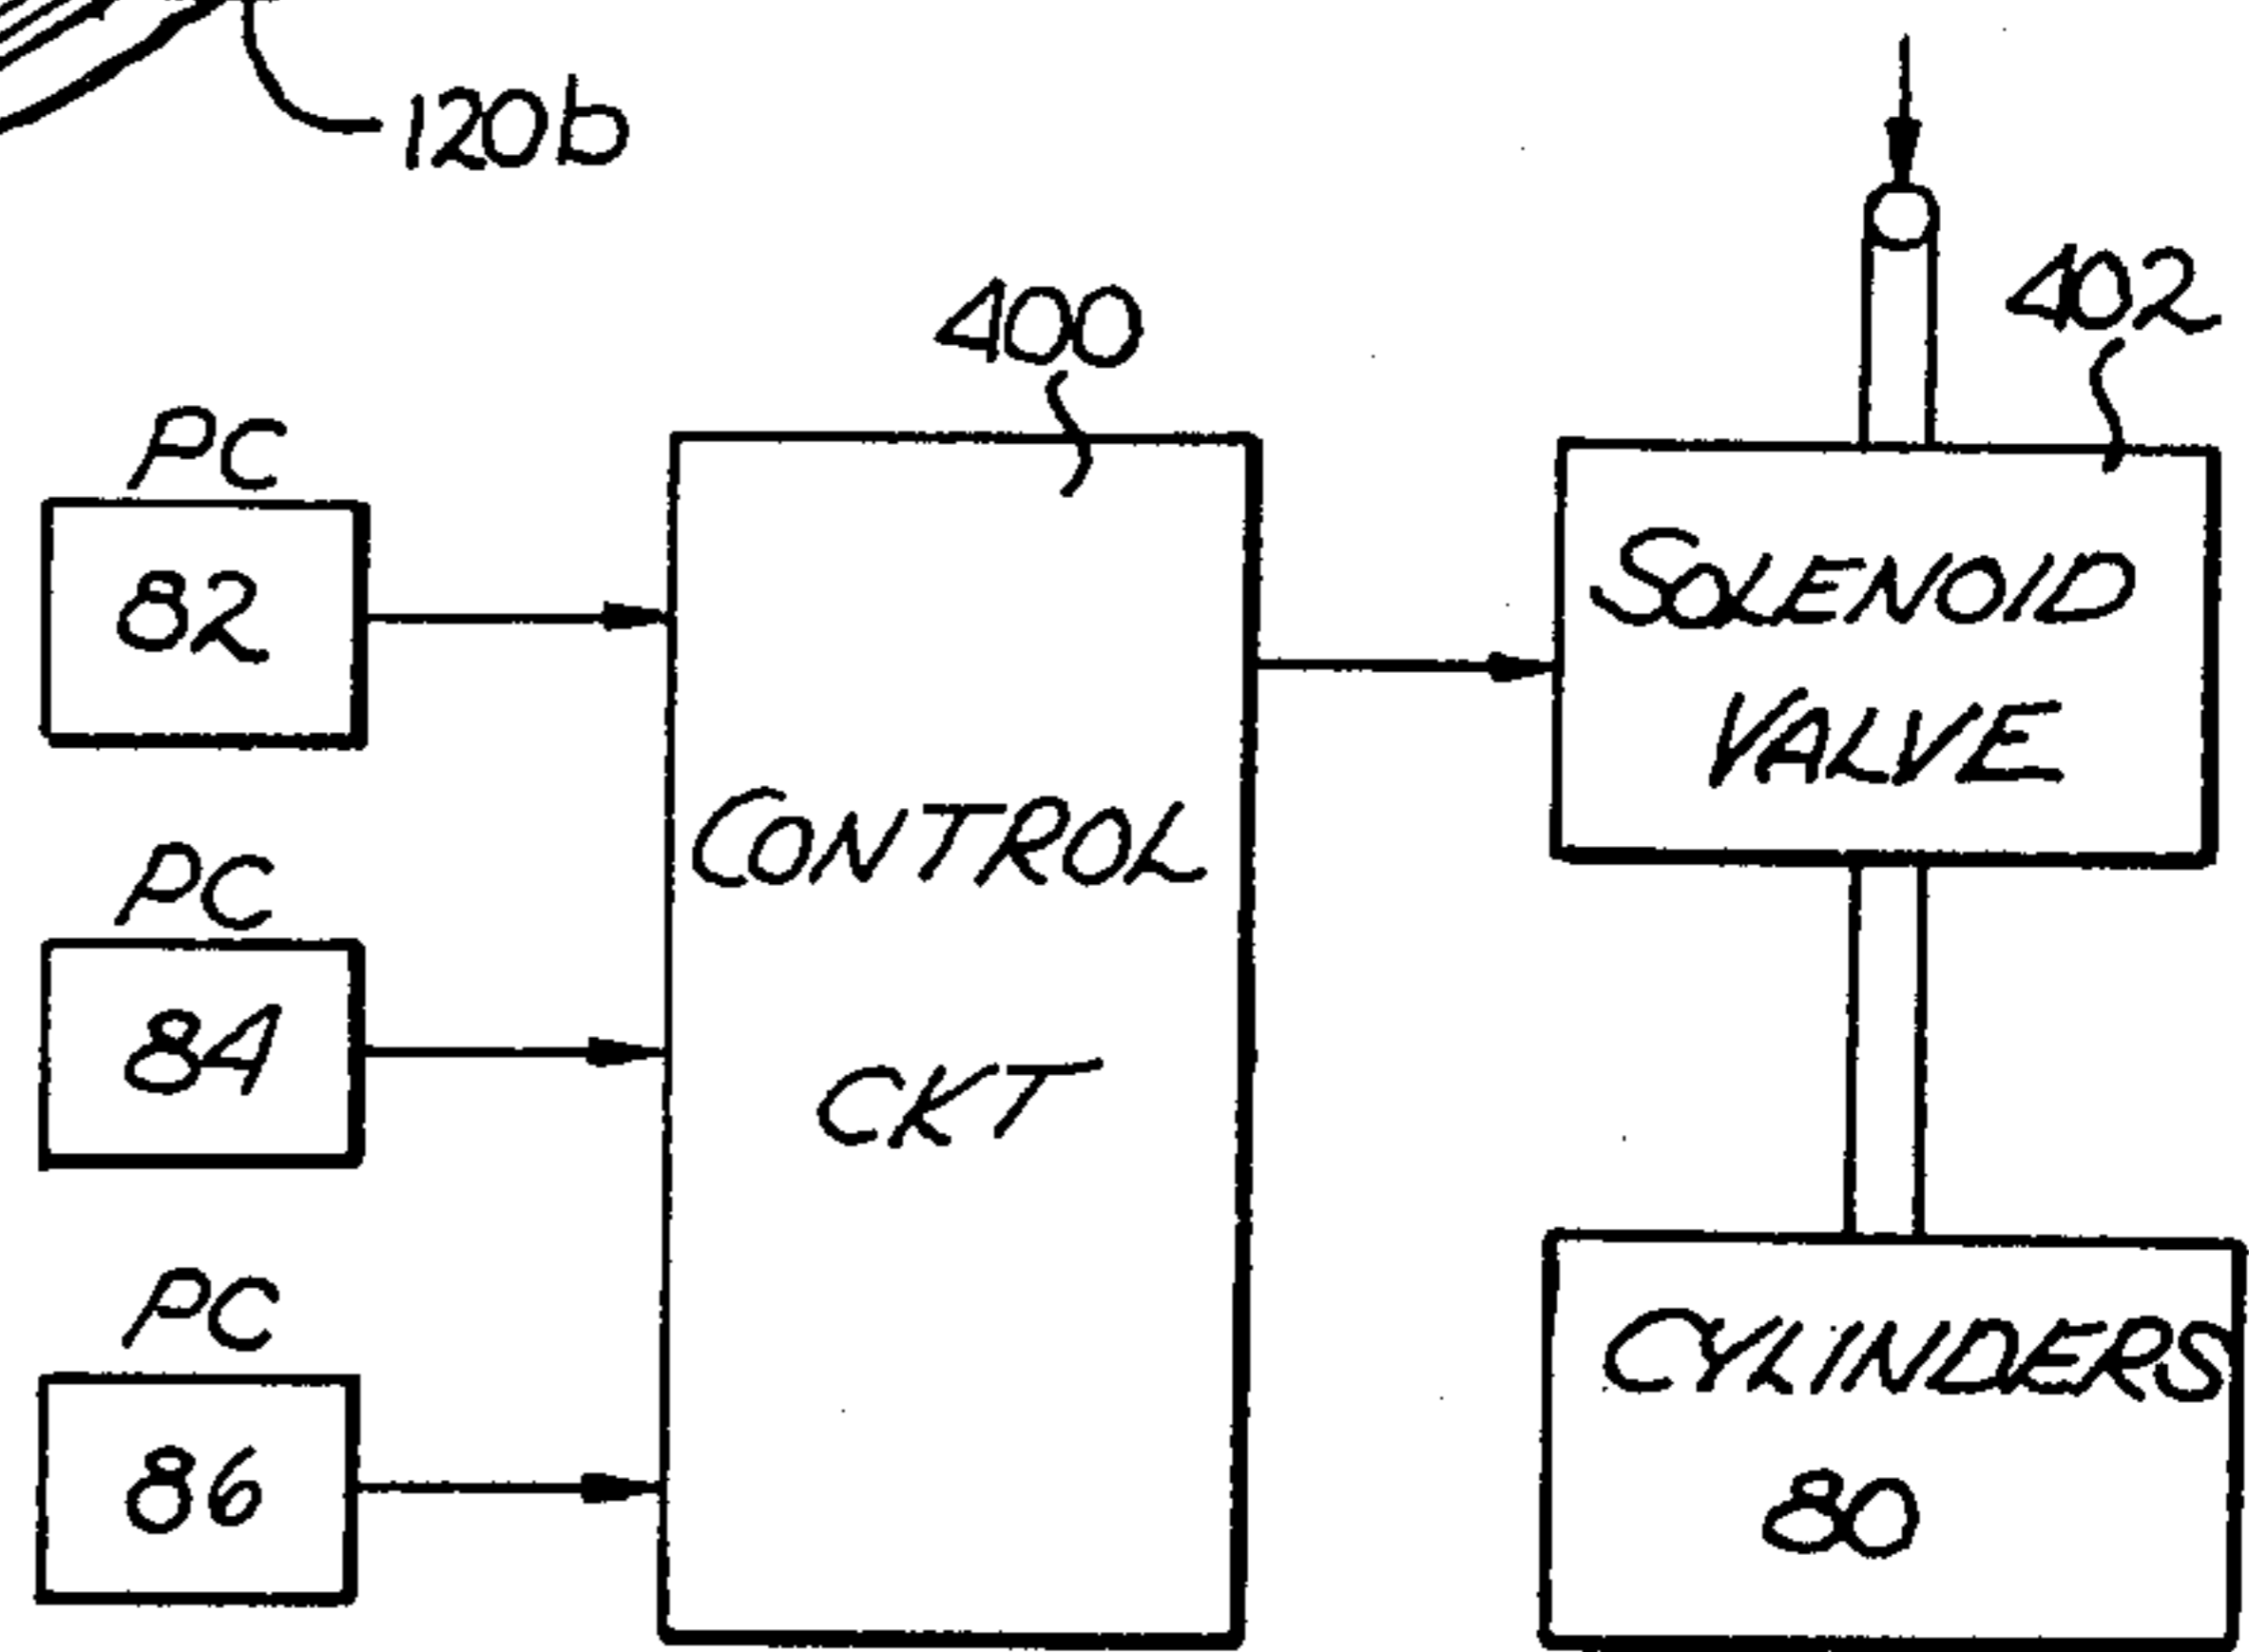 120b
400
402
PC
82
SOLENOID
VALVE
CONTROL
CKT
PC
84
PC
86
CYLINDERS
80